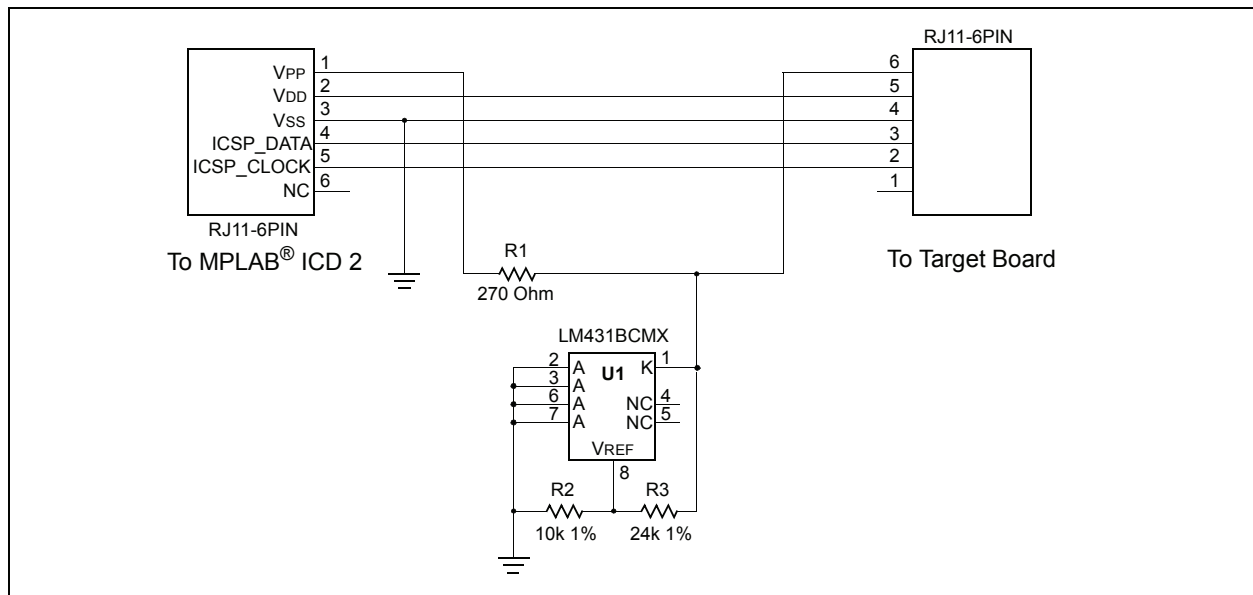 RJ11-6PIN
VPP 1
VDD 2
VSS 3
ICSP_DATA 4
ICSP_CLOCK 5
NC 6
RJ11-6PIN
To MPLAB® ICD 2
6
5
4
3
2
1
To Target Board
R1
270 Ohm
LM431BCMX
2 A
3 A
6 A
7 A
U1
K 1
NC 4
NC 5
VREF
8
R2
10k 1%
R3
24k 1%